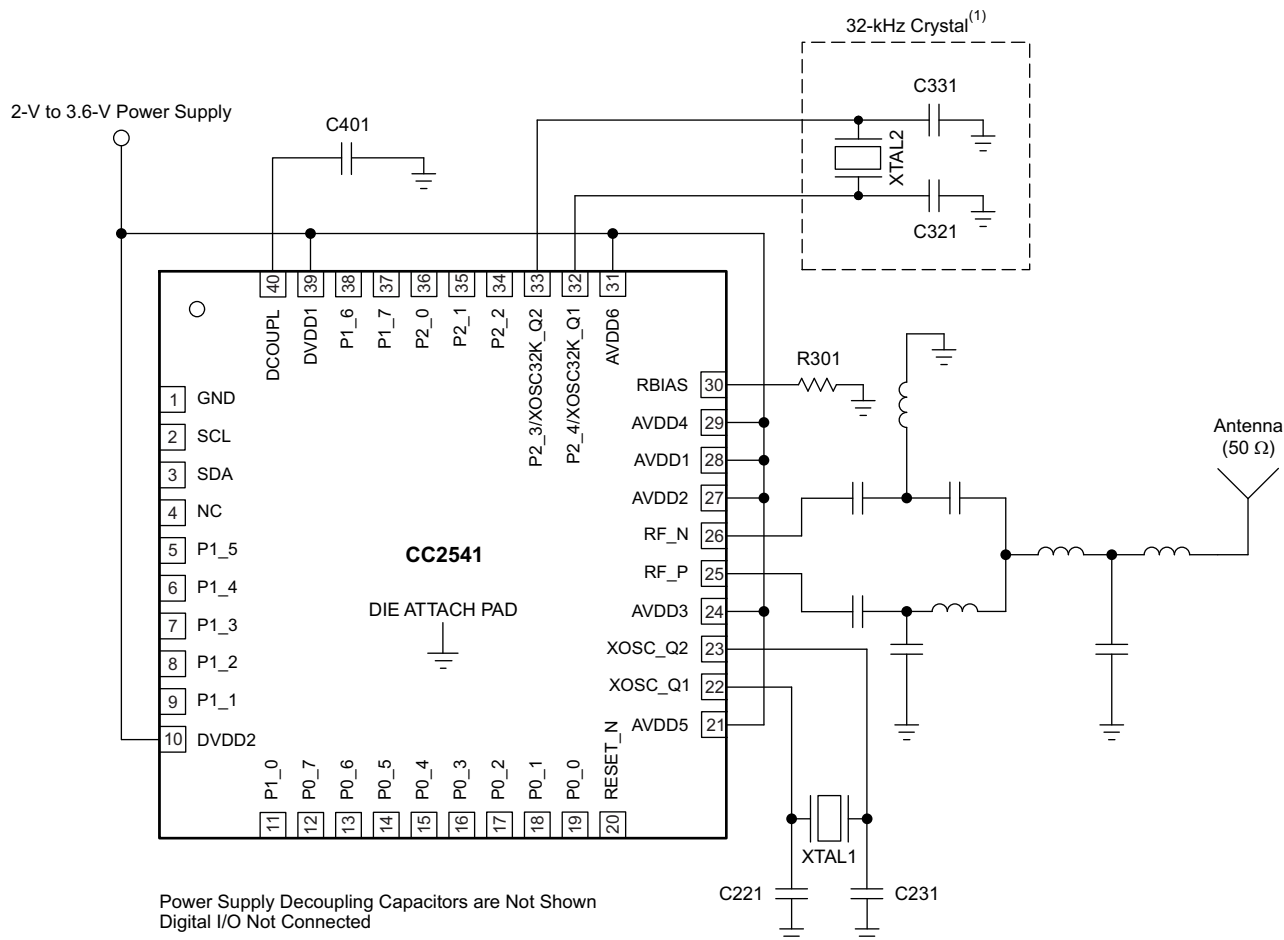 32-kHz Crystal(1)
2-V to 3.6-V Power Supply
C401
C331
XTAL2
C321
40
39
38
37
36
35
34
33
32
31
DCOUPL
DVDD1
P1_6
P1_7
P2_0
P2_1
P2_2
P2_3/XOSC32K_Q2
P2_4/XOSC32K_Q1
AVDD6
1 GND
2 SCL
3 SDA
4 NC
5 P1_5
6 P1_4
7 P1_3
8 P1_2
9 P1_1
10 DVDD2
CC2541
DIE ATTACH PAD
RBIAS 30
AVDD4 29
AVDD1 28
AVDD2 27
RF_N 26
RF_P 25
AVDD3 24
XOSC_Q2 23
XOSC_Q1 22
AVDD5 21
R301
Antenna
(50 Ω)
P1_0
P0_7
P0_6
P0_5
P0_4
P0_3
P0_2
P0_1
P0_0
RESET_N
11
12
13
14
15
16
17
18
19
20
XTAL1
C221
C231
Power Supply Decoupling Capacitors are Not Shown
Digital I/O Not Connected